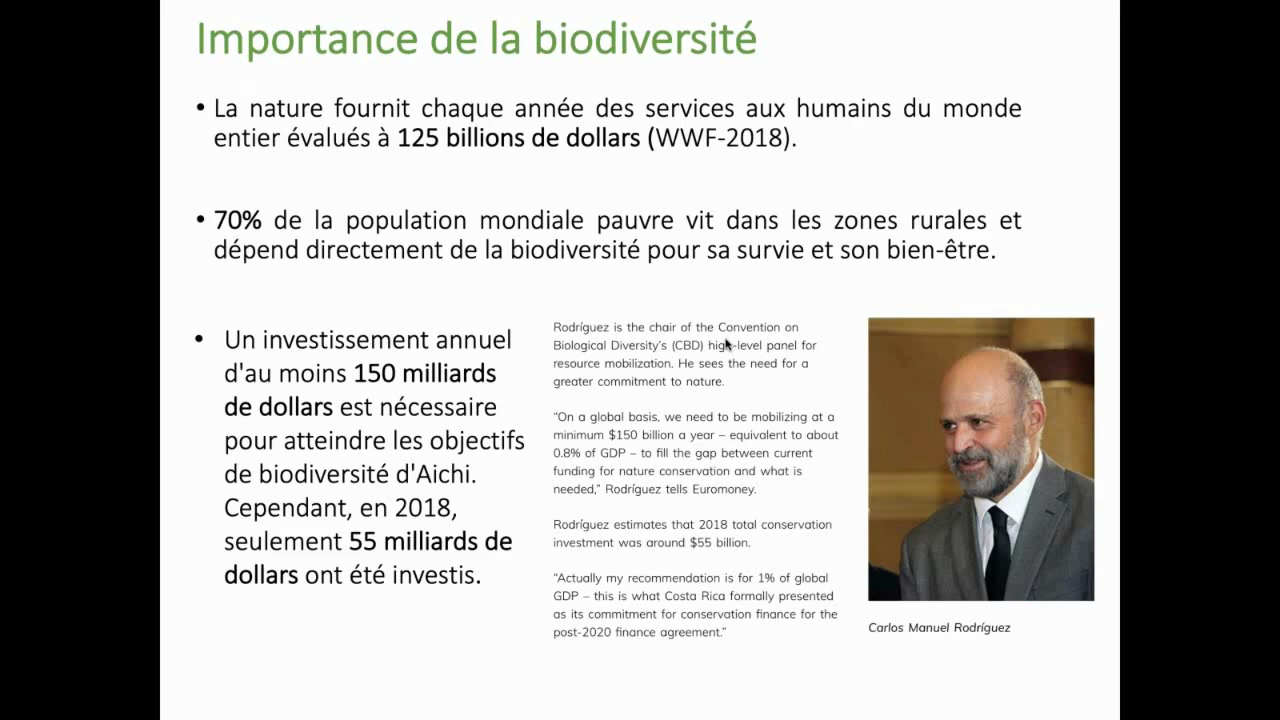 Importance de la biodiversité
• La nature fournit chaque année des services aux humains du monde
entier évalués à 125 billions de dollars (WWF-2018).
• 70% de la population mondiale pauvre vit dans les zones rurales et
dépend directement de la biodiversité pour sa survie et son bien-être.
• Un investissement annuel
d'au moins 150 milliards
de dollars est nécessaire
pour atteindre les objectifs
de biodiversité d'Aichi.
Cependant, en 2018,
seulement 55 milliards de
dollars ont été investis.
Rodríguez is the chair of the Convention on
Biological Diversity's (CBD) high-level panel for
resource mobilization. He sees the need for a
greater commitment to nature.
“On a global basis, we need to be mobilizing at a
minimum $150 billion a year – equivalent to about
0.8% of GDP – to fill the gap between current
funding for nature conservation and what is
needed,” Rodríguez tells Euromoney.
Rodríguez estimates that 2018 total conservation
investment was around $55 billion.
“Actually my recommendation is for 1% of global
GDP – this is what Costa Rica formally presented
as its commitment for conservation finance for the
post-2020 finance agreement.”
Carlos Manuel Rodríguez